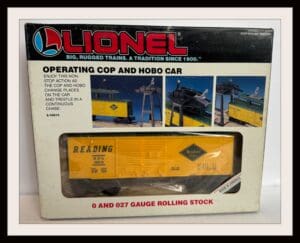 LIONEL
BIG, RUGGED TRAINS. A TRADITION SINCE 1900.
OPERATING COP AND HOBO CAR
ENJOY THIS NON-
STOP ACTION AS
THE COP AND HOBO
CHANGE PLACES
ON THE CAR
AND TRESTLE IN A
CONTINUOUS
CHASE.
READING
O AND 027 GAUGE ROLLING STOCK